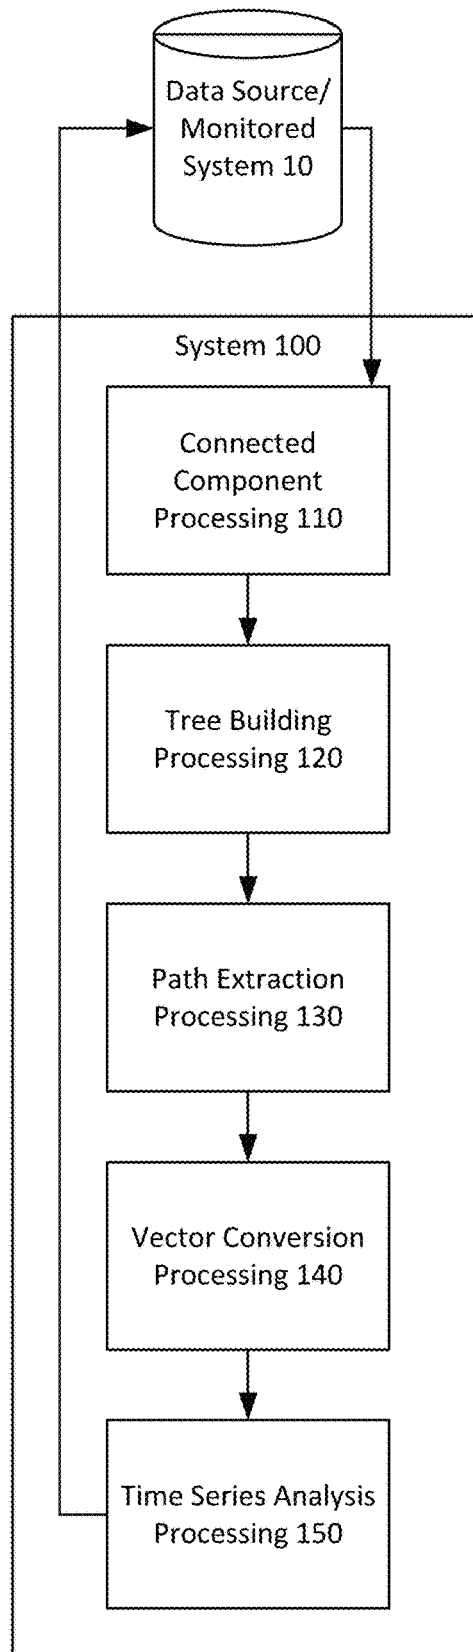 Data Source/
Monitored
System 10
System 100
Connected
Component
Processing 110
Tree Building
Processing 120
Path Extraction
Processing 130
Vector Conversion
Processing 140
Time Series Analysis
Processing 150